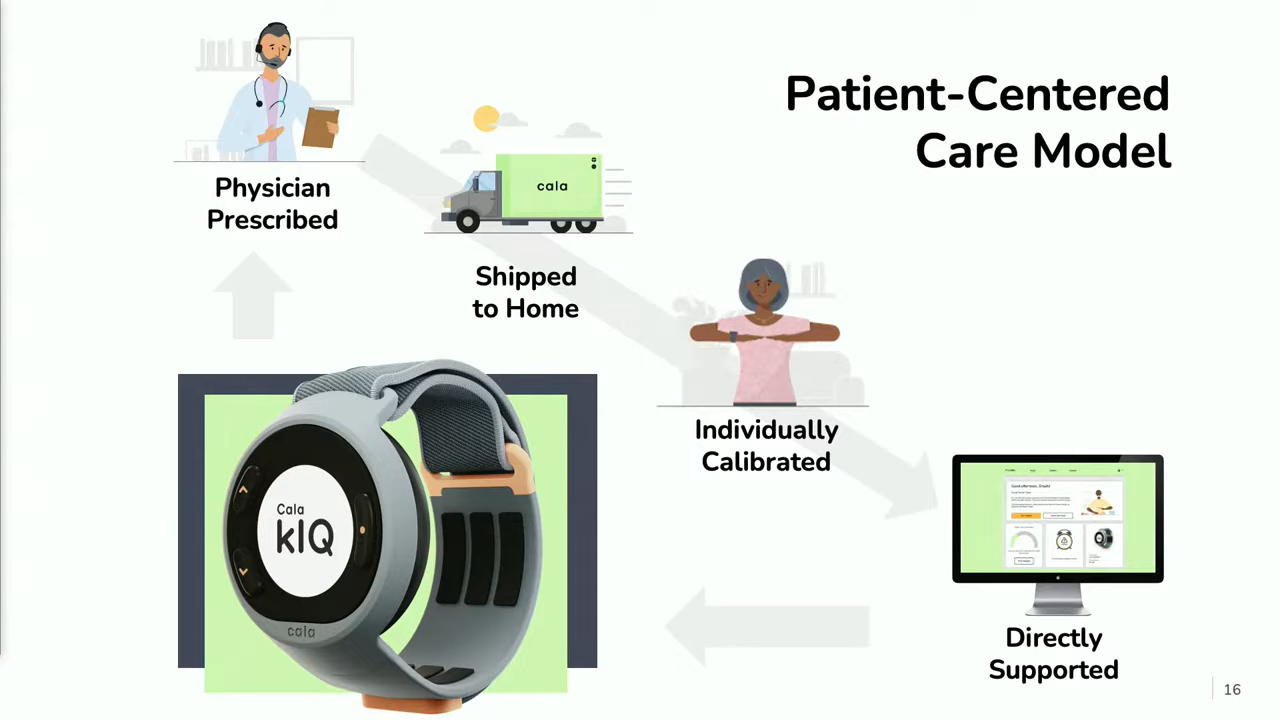 Patient-Centered
Care Model
Physician
Prescribed
cala
Shipped
to Home
Individually
Calibrated
Cala
kIQ
cala
Directly
Supported
16